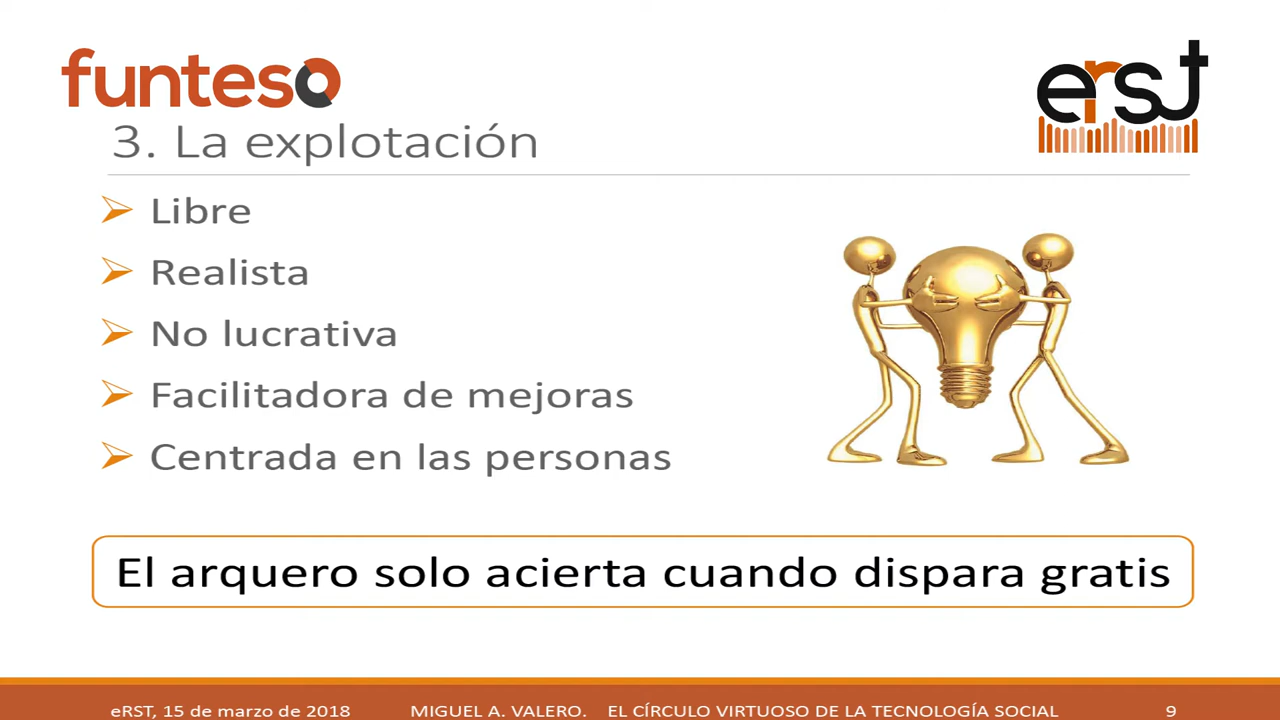 funteso
erst
3. La explotación
Libre
Realista
No lucrativa
Facilitadora de mejoras
Centrada en las personas
El arquero solo acierta cuando dispara gratis
eRST, 15 de marzo de 2018 MIGUEL A. VALERO. EL CÍRCULO VIRTUOSO DE LA TECNOLOGÍA SOCIAL 9